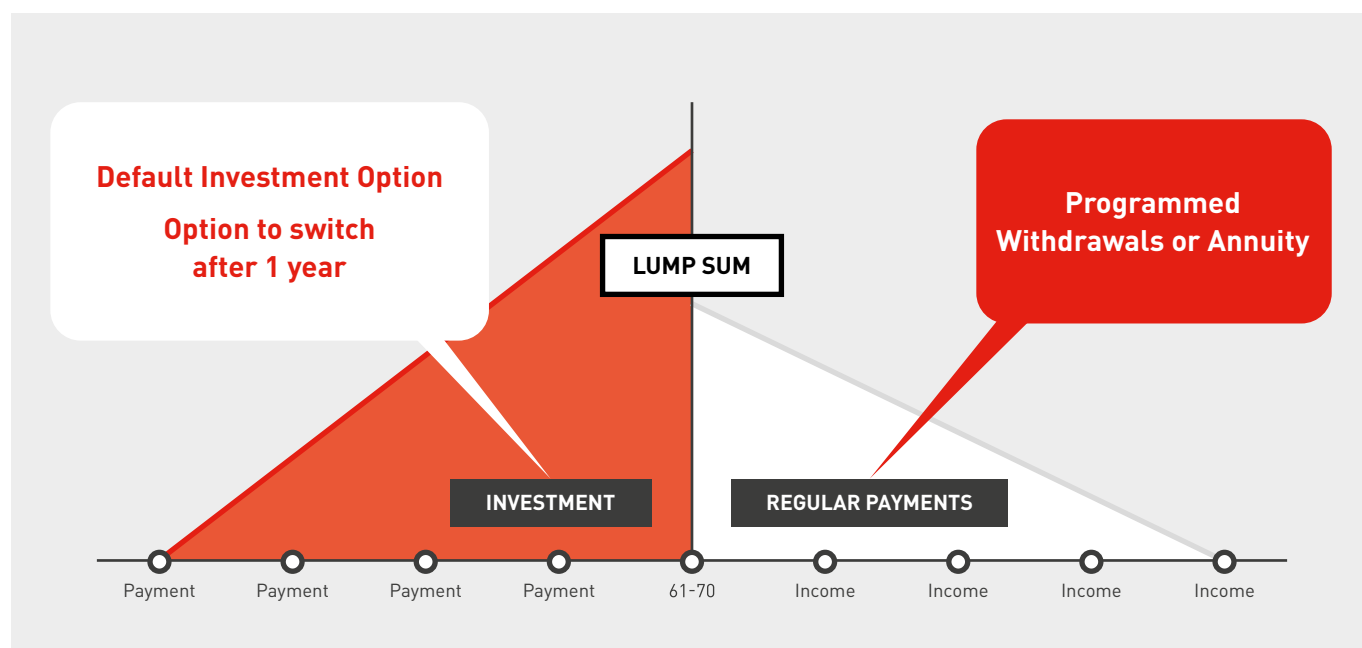 Default Investment Option
Option to switch
after 1 year
LUMP SUM
Programmed
Withdrawals or Annuity
INVESTMENT
REGULAR PAYMENTS
Payment
Payment
Payment
Payment
61-70
Income
Income
Income
Income